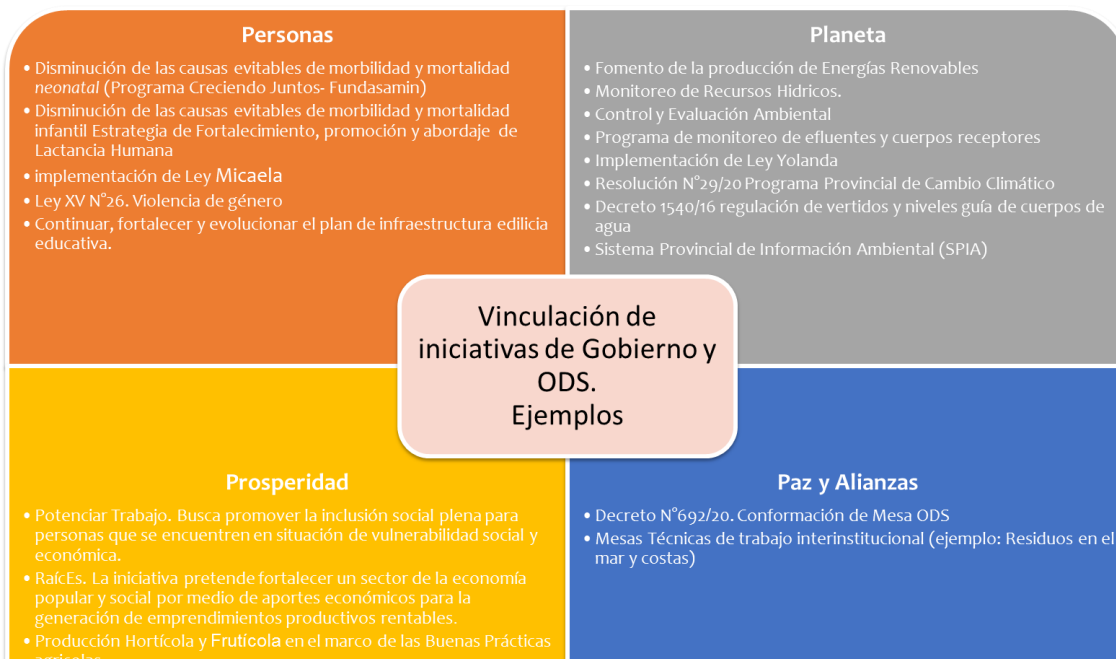 Personas
• Disminución de las causas evitables de morbilidad y mortalidad
neonatal (Programa Creciendo Juntos- Fundasamin)
• Disminución de las causas evitables de morbilidad y mortalidad
infantil Estrategia de Fortalecimiento, promoción y abordaje de
Lactancia Humana
• implementación de Ley Micaela
• Ley XV N°26. Violencia de género
• Continuar, fortalecer y evolucionar el plan de infraestructura edilicia
educativa.
Planeta
• Fomento de la producción de Energías Renovables
• Monitoreo de Recursos Hidricos.
• Control y Evaluación Ambiental
• Programa de monitoreo de efluentes y cuerpos receptores
• Implementación de Ley Yolanda
• Resolución N°29/20 Programa Provincial de Cambio Climático
• Decreto 1540/16 regulación de vertidos y niveles guía de cuerpos de
agua
• Sistema Provincial de Información Ambiental (SPIA)
Vinculación de
iniciativas de Gobierno y
ODS.
Ejemplos
Prosperidad
• Potenciar Trabajo. Busca promover la inclusión social plena para
personas que se encuentren en situación de vulnerabilidad social y
económica.
• RaícEs. La iniciativa pretende fortalecer un sector de la economía
popular y social por medio de aportes económicos para la
generación de emprendimientos productivos rentables.
• Producción Hortícola y Frutícola en el marco de las Buenas Prácticas
Paz y Alianzas
• Decreto N°692/20. Conformación de Mesa ODS
• Mesas Técnicas de trabajo interinstitucional (ejemplo: Residuos en el
mar y costas)